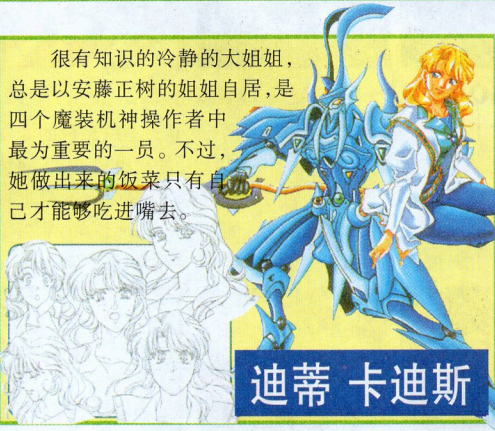 很有知识的冷静的大姐姐，
总是以安藤正树的姐姐自居，是
四个魔装机神操作者中
最为重要的一员。不过，
她做出来的饭菜只有自
己才能够吃进嘴去。
迪蒂 卡迪斯